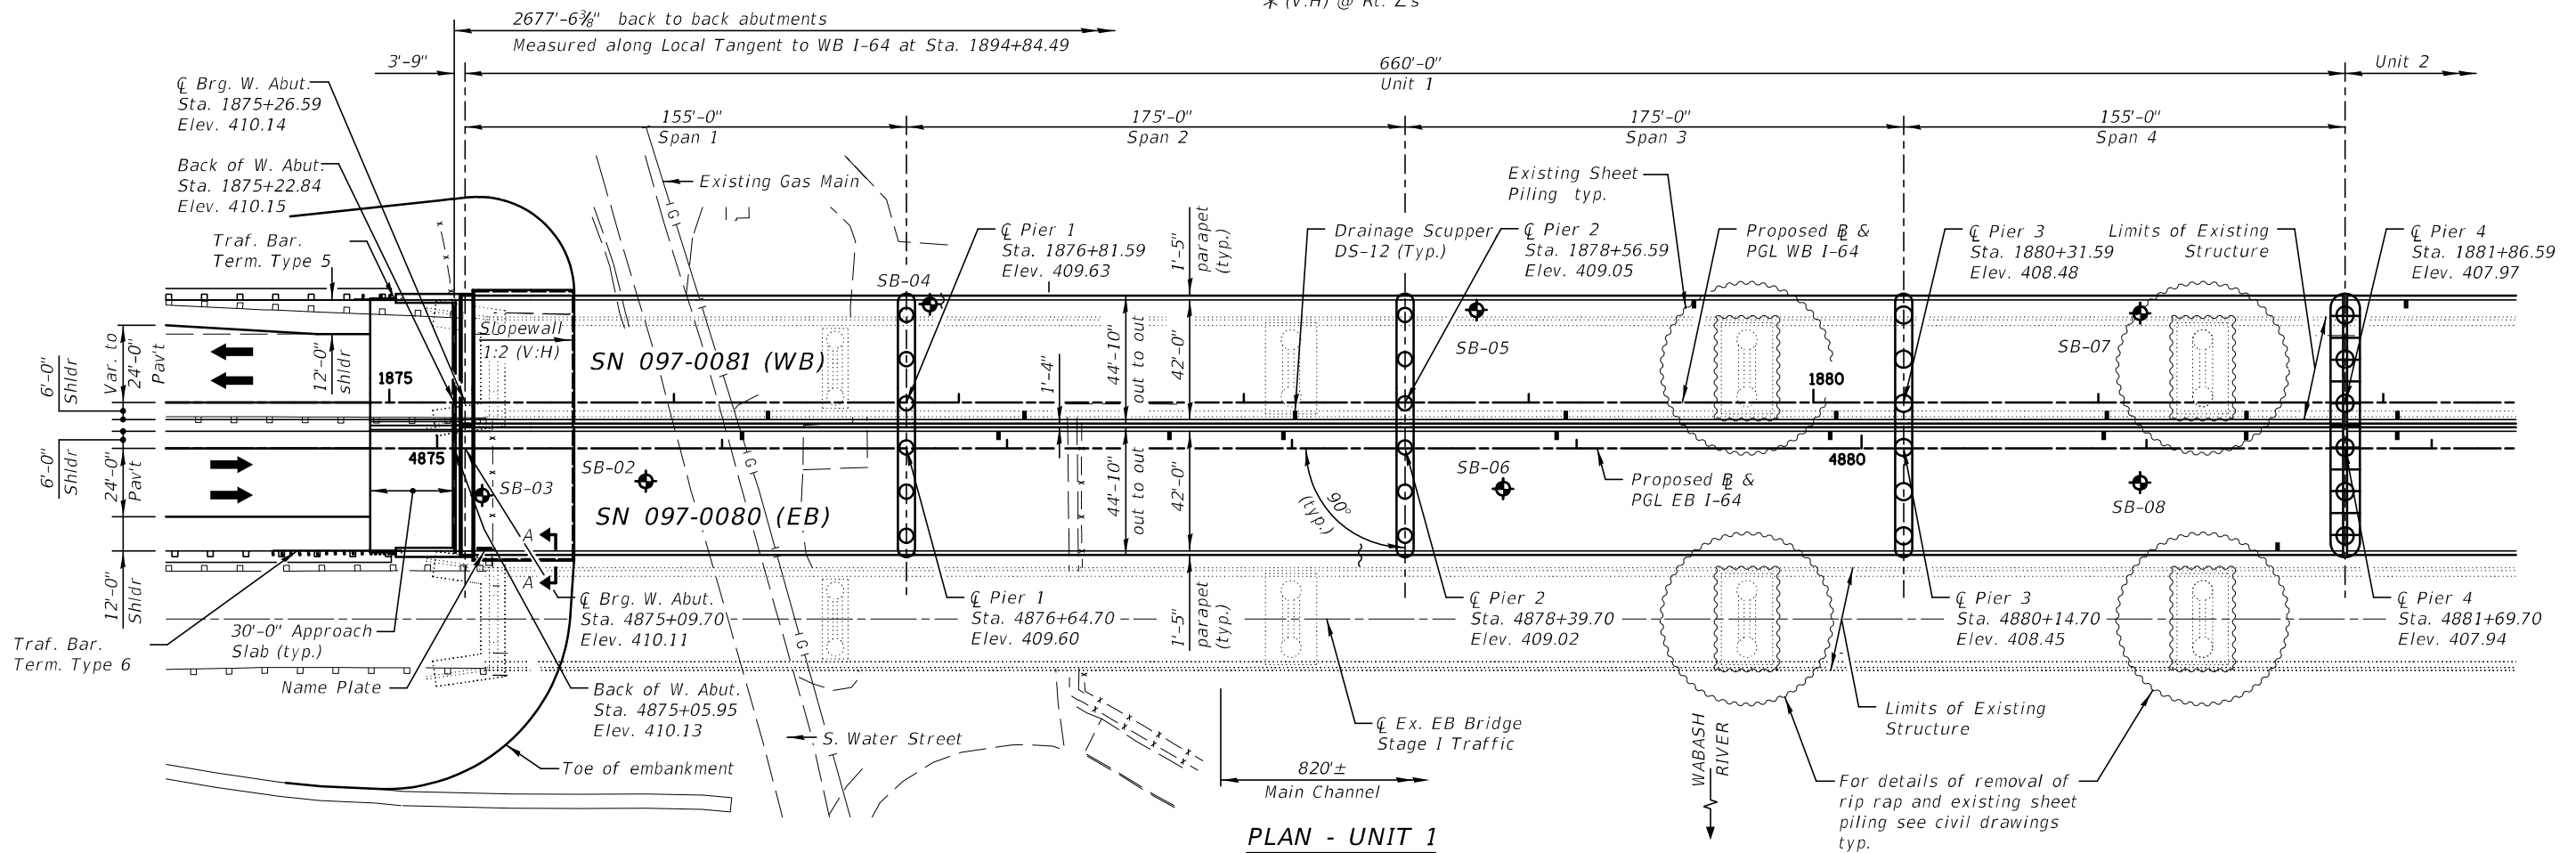 * (V:H) @ Rt. ∠'s
2677'-6⅜" back to back abutments
Measured along Local Tangent to WB I-64 at Sta. 1894+84.49
3'-9"
660'-0"
Unit 1
Unit 2
155'-0"
Span 1
175'-0"
Span 2
175'-0"
Span 3
155'-0"
Span 4
℄ Brg. W. Abut.
Sta. 1875+26.59
Elev. 410.14
Back of W. Abut.
Sta. 1875+22.84
Elev. 410.15
Traf. Bar.
Term. Type 5
Existing Gas Main
G
Existing Sheet
Piling typ.
SB-04
℄ Pier 1
Sta. 1876+81.59
Elev. 409.63
1'-5"
parapet
(typ.)
Drainage Scupper
DS-12 (Typ.)
℄ Pier 2
Sta. 1878+56.59
Elev. 409.05
Proposed ⅊ &
PGL WB I-64
℄ Pier 3
Sta. 1880+31.59
Elev. 408.48
Limits of Existing
Structure
℄ Pier 4
Sta. 1881+86.59
Elev. 407.97
6'-0"
Shldr
Var. to
24'-0"
Pav't
12'-0"
shldr
1875
Slopewall
1:2 (V:H)
SN 097-0081 (WB)
1'-4"
44'-10"
out to out
42'-0"
SB-05
1880
SB-07
6'-0"
Shldr
24'-0"
Pav't
4875
SB-03
SB-02
G
SN 097-0080 (EB)
44'-10"
out to out
42'-0"
90°
(typ.)
SB-06
Proposed ⅊ &
PGL EB I-64
4880
SB-08
A
A
12'-0"
Shldr
Traf. Bar.
Term. Type 6
30'-0" Approach
Slab (typ.)
Name Plate
℄ Brg. W. Abut.
Sta. 4875+09.70
Elev. 410.11
G
℄ Pier 1
Sta. 4876+64.70
Elev. 409.60
1'-5"
parapet
(typ.)
℄ Pier 2
Sta. 4878+39.70
Elev. 409.02
℄ Pier 3
Sta. 4880+14.70
Elev. 408.45
℄ Pier 4
Sta. 4881+69.70
Elev. 407.94
Back of W. Abut.
Sta. 4875+05.95
Elev. 410.13
S. Water Street
Toe of embankment
℄ Ex. EB Bridge
Stage I Traffic
820'±
Main Channel
WABASH
RIVER
Limits of Existing
Structure
For details of removal of
rip rap and existing sheet
piling see civil drawings
typ.
PLAN - UNIT 1